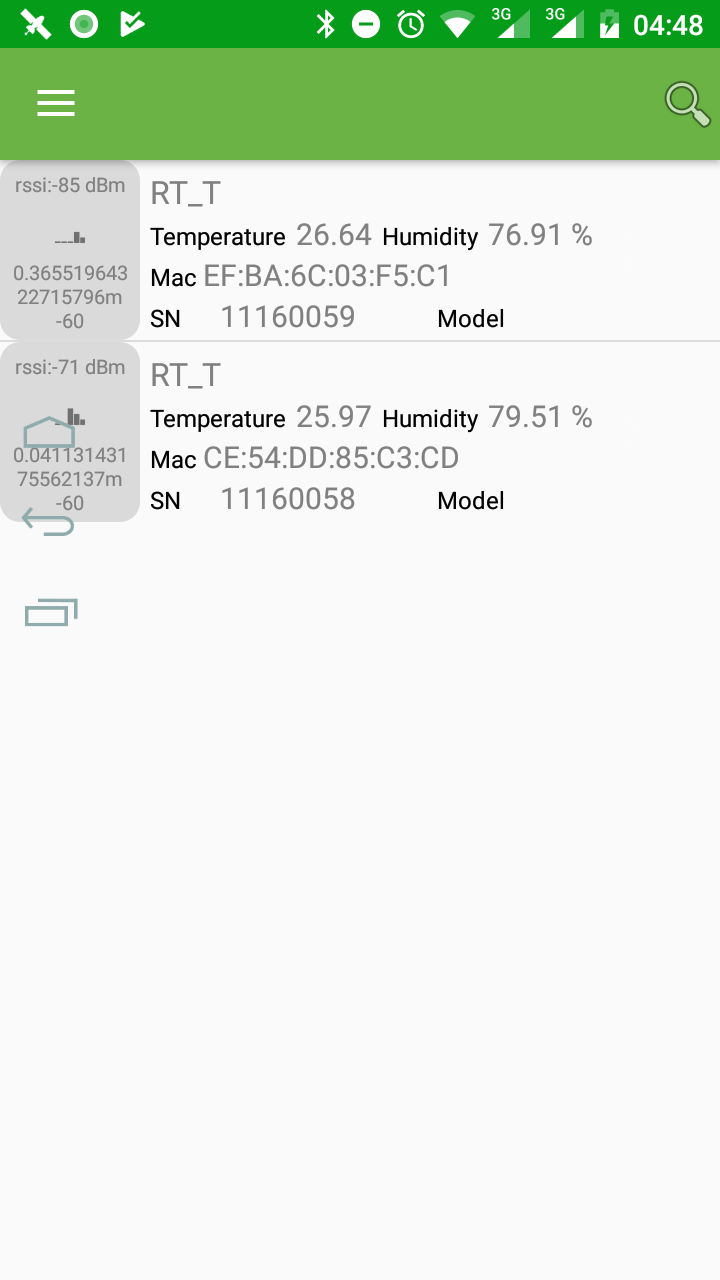 3G 3G 04:48
rssi:-85 dBm
0.365519643
22715796m
-60
RT_T
Temperature 26.64 Humidity 76.91 %
Mac EF:BA:6C:03:F5:C1
SN 11160059 Model
rssi:-71 dBm
0.041131431
75562137m
-60
RT_T
Temperature 25.97 Humidity 79.51 %
Mac CE:54:DD:85:C3:CD
SN 11160058 Model